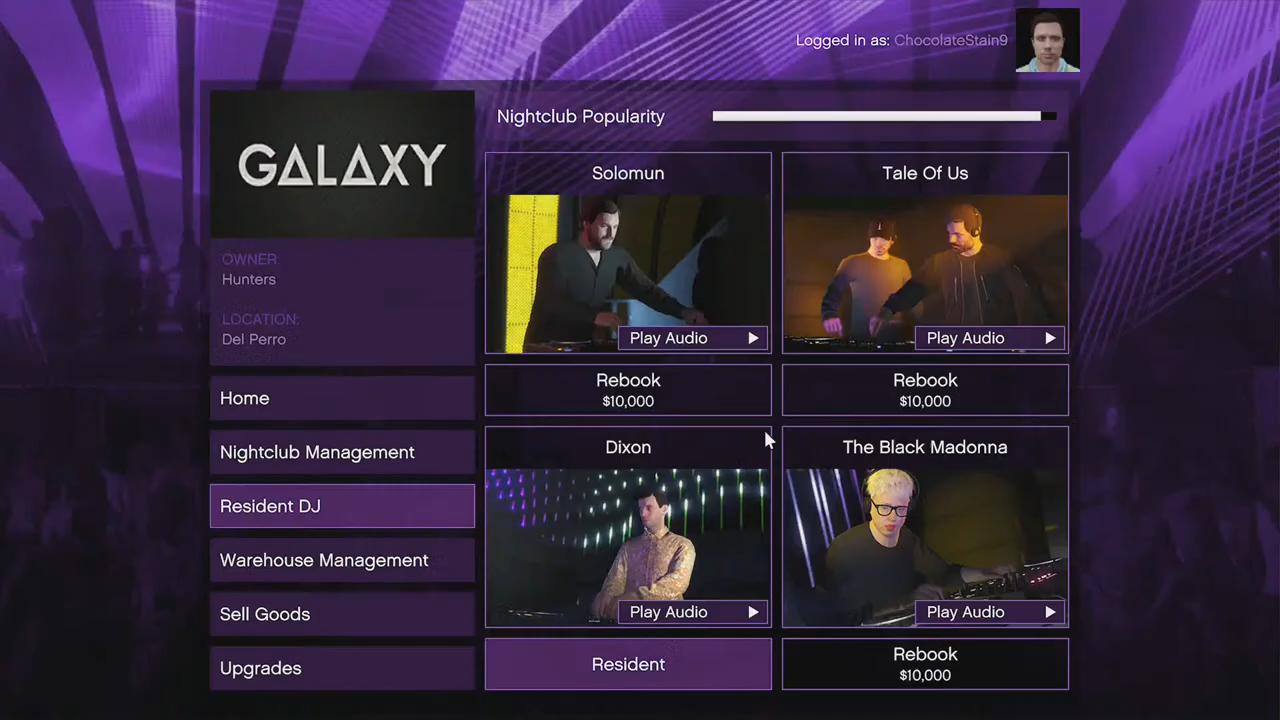 Logged in as: ChocolateStain9
GALAXY
OWNER:
Hunters
LOCATION:
Del Perro
Home
Nightclub Management
Resident DJ
Warehouse Management
Sell Goods
Upgrades
Nightclub Popularity
Solomun
Play Audio
Rebook
$10,000
Tale Of Us
Play Audio
Rebook
$10,000
Dixon
Play Audio
Resident
The Black Madonna
Play Audio
Rebook
$10,000